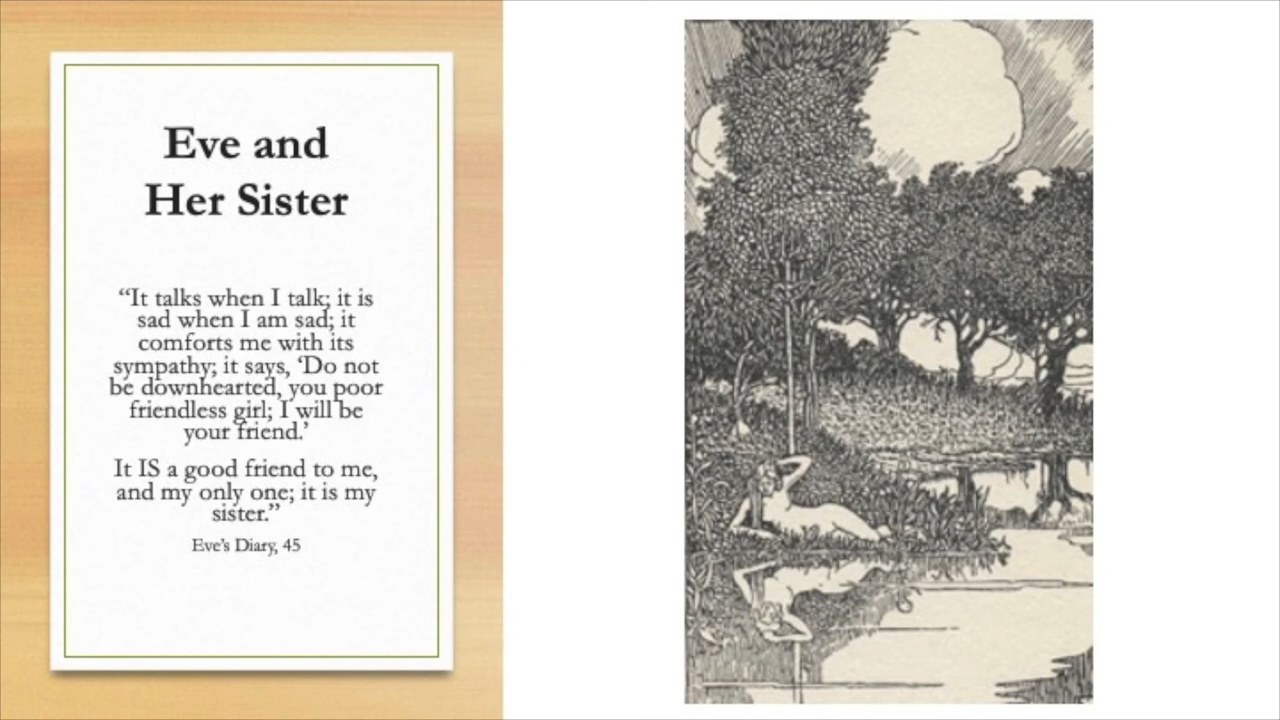 Eve and
Her Sister
“It talks when I talk; it is
sad when I am sad; it
comforts me with its
sympathy; it says, ‘Do not
be downhearted, you poor
friendless girl; I will be
your friend.’
It IS a good friend to me,
and my only one; it is my
sister.”
Eve’s Diary, 45